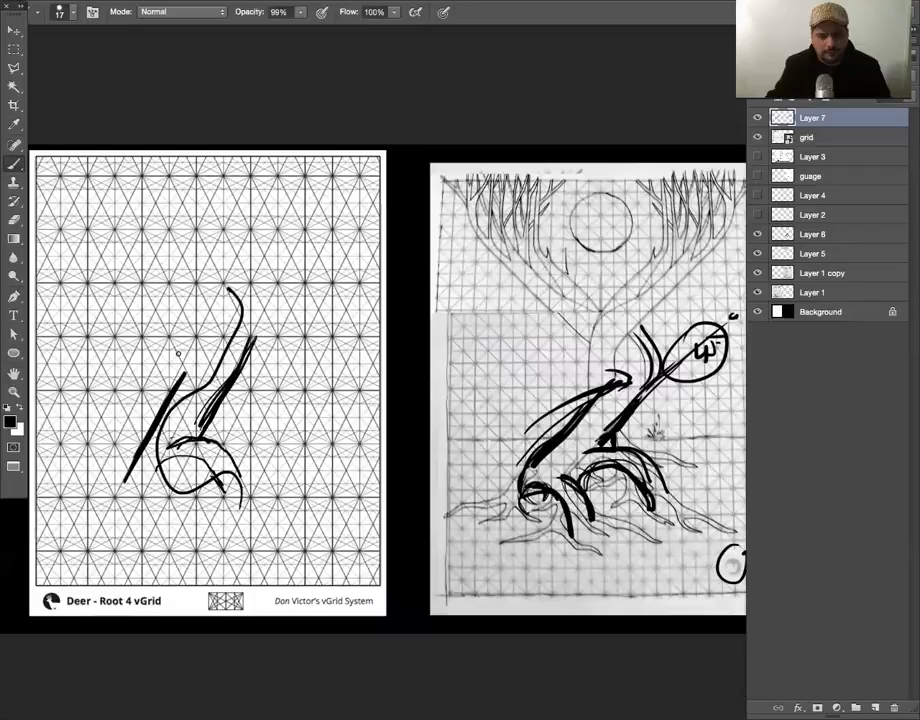 17 Mode: Normal Opacity: 99% Flow: 100%
Layer 7
grid
Layer 3
guage
Layer 4
Layer 2
Layer 6
Layer 5
Layer 1 copy
Layer 1
Background
Deer - Root 4 vGrid
Don Victor's vGrid System
fx